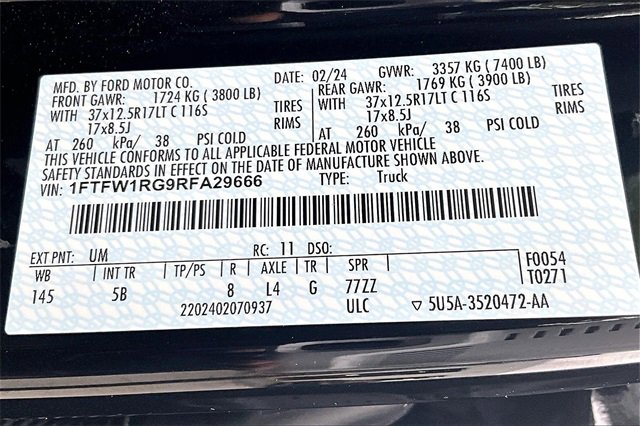 MFD. BY FORD MOTOR CO. DATE: 02/24 GVWR: 3357 KG ( 7400 LB)
FRONT GAWR: 1724 KG ( 3800 LB) REAR GAWR: 1769 KG ( 3900 LB)
WITH 37x12.5R17LT C 116S TIRES WITH 37x12.5R17LT C 116S TIRES
17x8.5J RIMS 17x8.5J RIMS
AT 260 kPa/ 38 PSI COLD AT 260 kPa/ 38 PSI COLD
THIS VEHICLE CONFORMS TO ALL APPLICABLE FEDERAL MOTOR VEHICLE
SAFETY STANDARDS IN EFFECT ON THE DATE OF MANUFACTURE SHOWN ABOVE.
VIN: 1FTFW1RG9RFA29666 TYPE: Truck
EXT PNT: UM RC: 11 DSO:
WB INT TR TP/PS R AXLE TR SPR F0054
145 5B 8 L4 G 77ZZ T0271
2202402070937 ULC ▽ 5U5A-3520472-AA